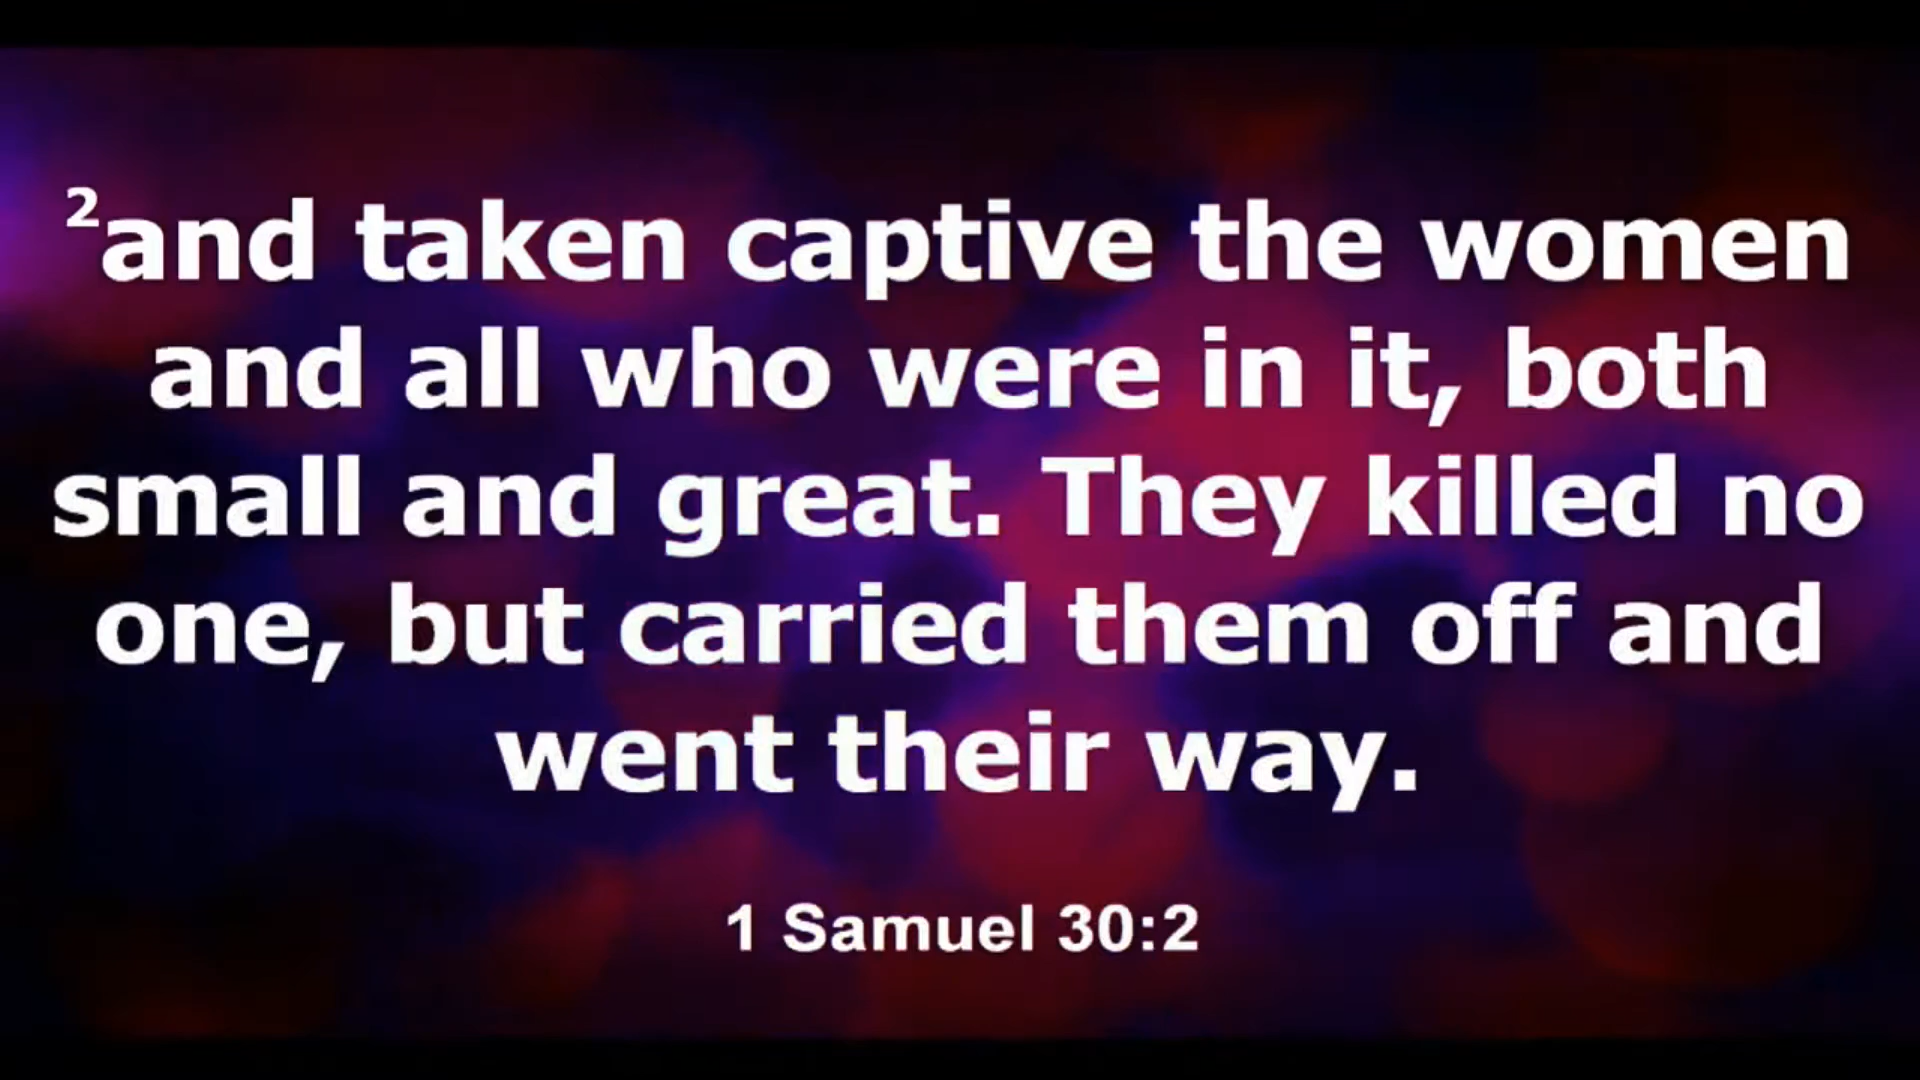 ²and taken captive the women
and all who were in it, both
small and great. They killed no
one, but carried them off and
went their way.
1 Samuel 30:2